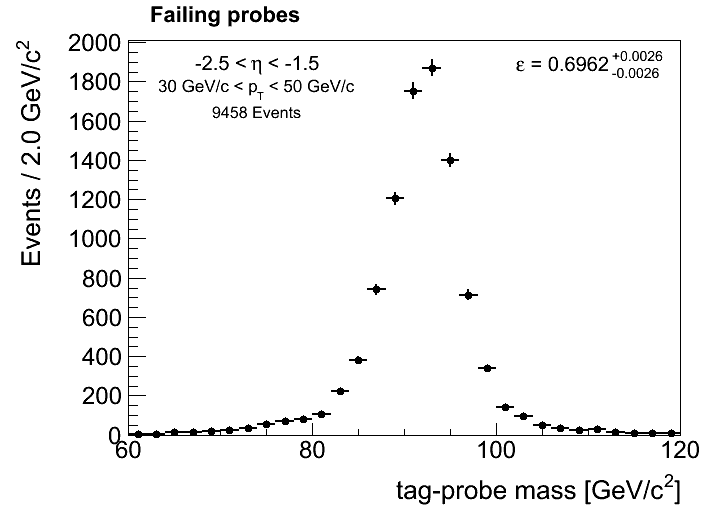 Failing probes
-2.5 < η < -1.5
30 GeV/c < p_T < 50 GeV/c
9458 Events
ε = 0.6962 +0.0026 -0.0026
Events / 2.0 GeV/c²
2000
1800
1600
1400
1200
1000
800
600
400
200
0
60 80 100 120
tag-probe mass [GeV/c²]